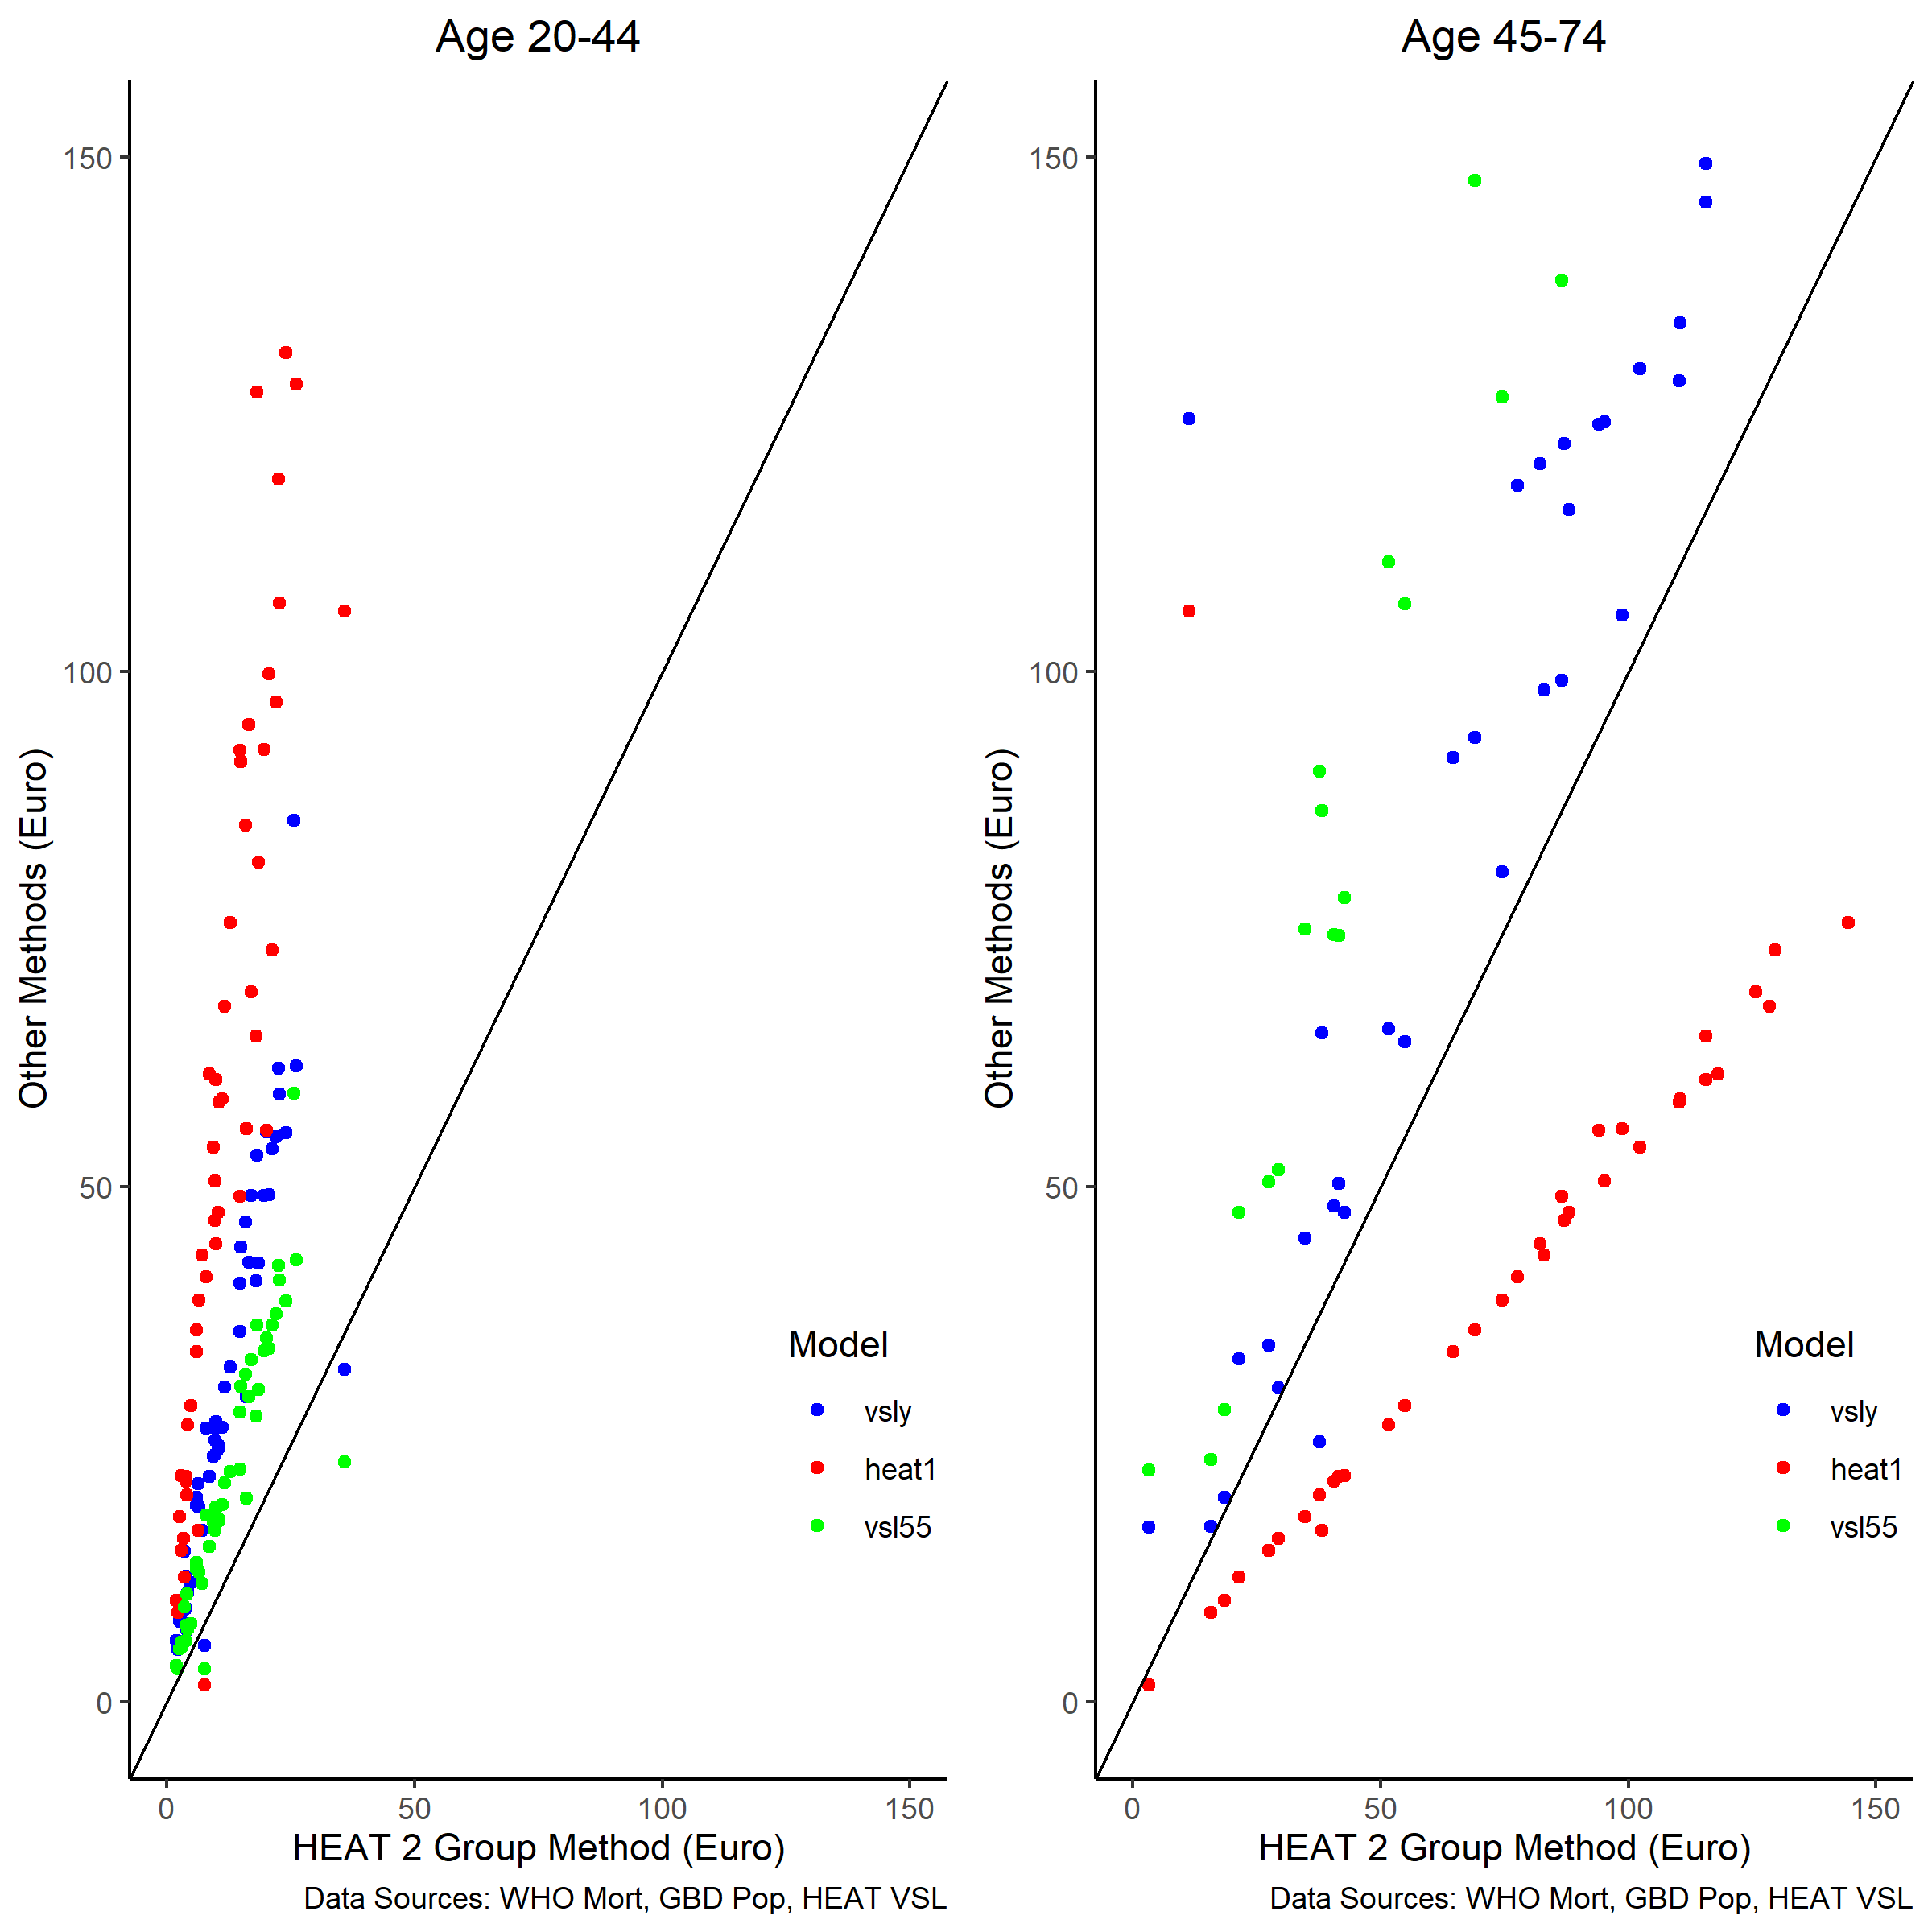 Age 20-44
150
100
50
0
Other Methods (Euro)
Model
vsly
heat1
vsl55
0 50 100 150
HEAT 2 Group Method (Euro)
Data Sources: WHO Mort, GBD Pop, HEAT VSL
Age 45-74
150
100
50
0
Other Methods (Euro)
Model
vsly
heat1
vsl55
0 50 100 150
HEAT 2 Group Method (Euro)
Data Sources: WHO Mort, GBD Pop, HEAT VSL